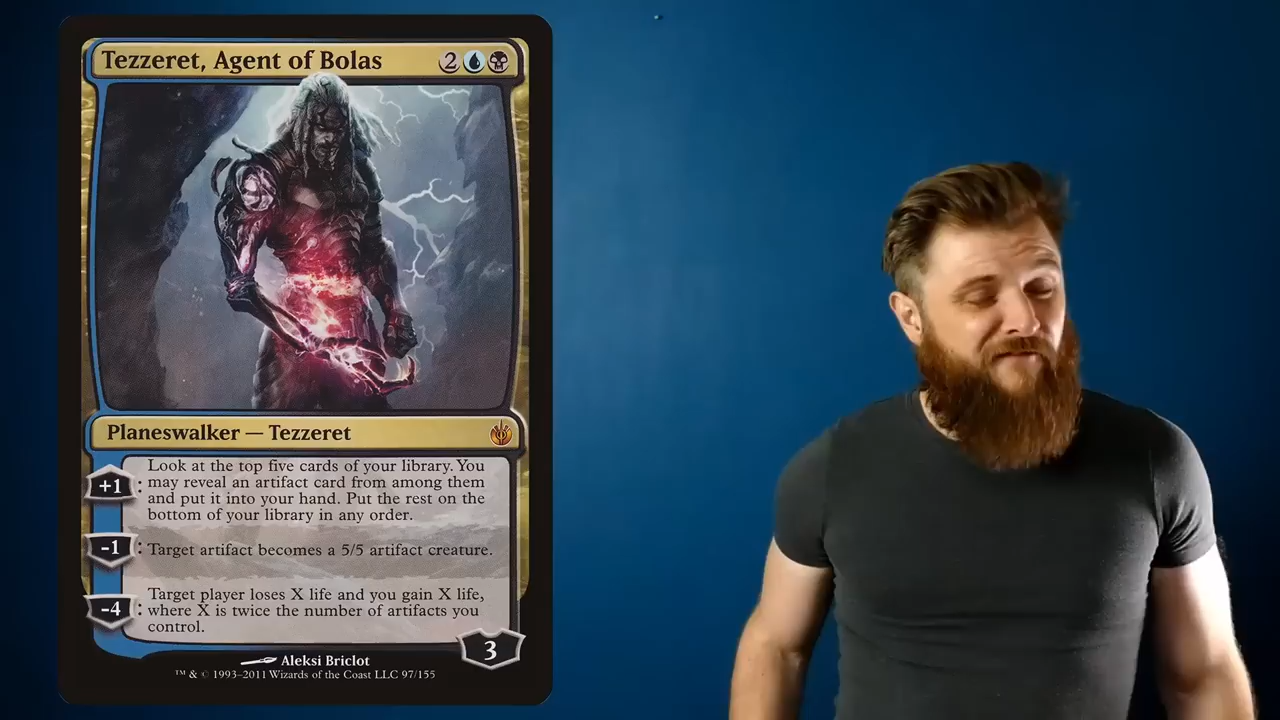 Tezzeret, Agent of Bolas 2
Planeswalker — Tezzeret
+1 : Look at the top five cards of your library. You
may reveal an artifact card from among them
and put it into your hand. Put the rest on the
bottom of your library in any order.
-1 : Target artifact becomes a 5/5 artifact creature.
Target player loses X life and you gain X life,
-4 : where X is twice the number of artifacts you
control.
3
Aleksi Briclot
™ & © 1993–2011 Wizards of the Coast LLC 97/155